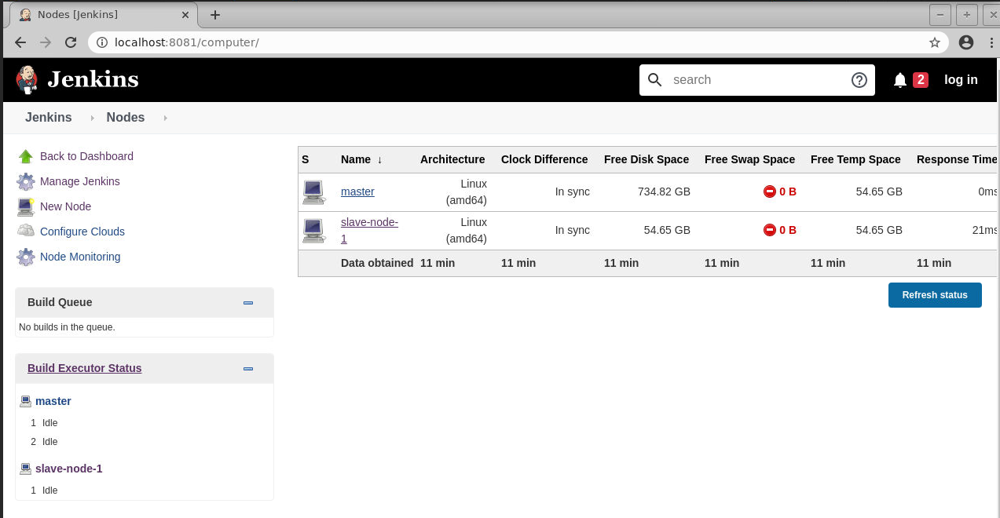 Nodes [Jenkins]
localhost:8081/computer/
Jenkins
search
2
log in
Jenkins
Nodes
Back to Dashboard
Manage Jenkins
New Node
Configure Clouds
Node Monitoring
Build Queue
No builds in the queue.
Build Executor Status
master
1 Idle
2 Idle
slave-node-1
1 Idle
S Name ↓ Architecture Clock Difference Free Disk Space Free Swap Space Free Temp Space Response Time
master Linux (amd64) In sync 734.82 GB 0 B 54.65 GB 0ms
slave-node-1 Linux (amd64) In sync 54.65 GB 0 B 54.65 GB 21ms
Data obtained 11 min 11 min 11 min 11 min 11 min 11 min
Refresh status